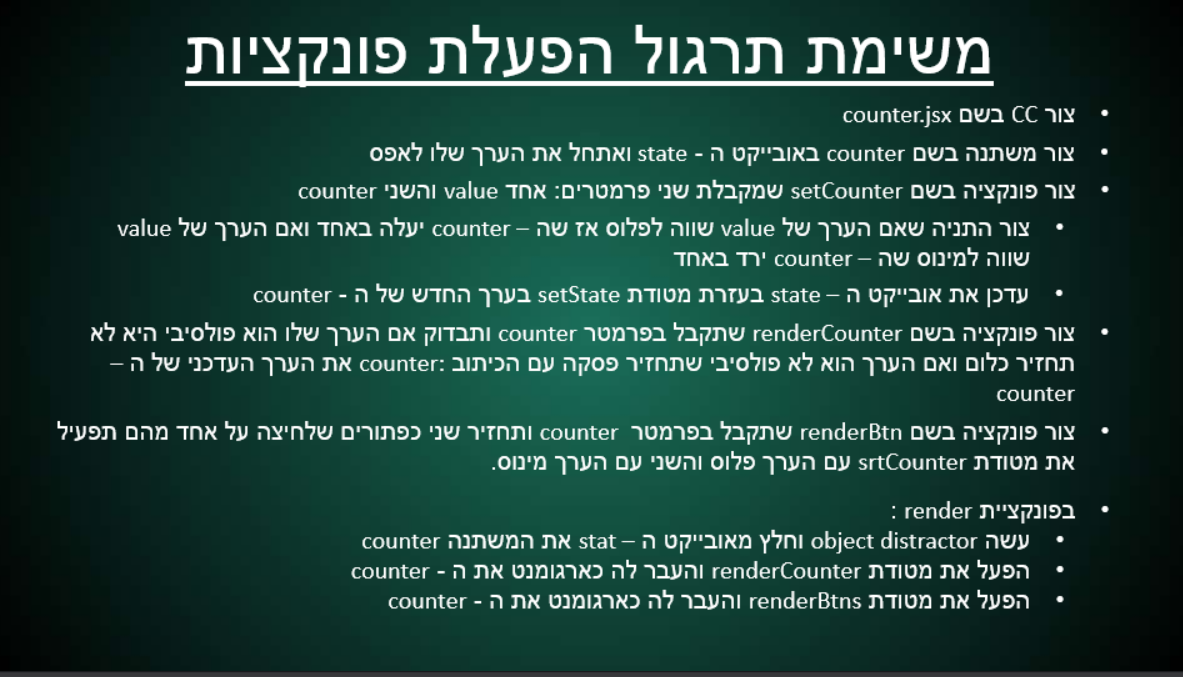 משימת תרגול הפעלת פונקציות
• צור CC בשם counter.jsx
• צור משתנה בשם counter באובייקט ה - state ואתחל את הערך שלו לאפס
• צור פונקציה בשם setCounter שמקבלת שני פרמטרים: אחד value והשני counter
• צור התניה שאם הערך של value שווה לפלוס אז שה – counter יעלה באחד ואם הערך של value
שווה למינוס שה – counter ירד באחד
• עדכן את אובייקט ה – state בעזרת מטודת setState בערך החדש של ה - counter
• צור פונקציה בשם renderCounter שתקבל בפרמטר counter ותבדוק אם הערך שלו הוא פולסיבי היא לא
תחזיר כלום ואם הערך הוא לא פולסיבי שתחזיר פסקה עם הכיתוב :counter את הערך העדכני של ה –
counter
• צור פונקציה בשם renderBtn שתקבל בפרמטר counter ותחזיר שני כפתורים שלחיצה על אחד מהם תפעיל
את מטודת srtCounter עם הערך פלוס והשני עם הערך מינוס.
• בפונקציית render :
• עשה object distractor וחלץ מאובייקט ה – stat את המשתנה counter
• הפעל את מטודת renderCounter והעבר לה כארגומנט את ה - counter
• הפעל את מטודת renderBtns והעבר לה כארגומנט את ה - counter